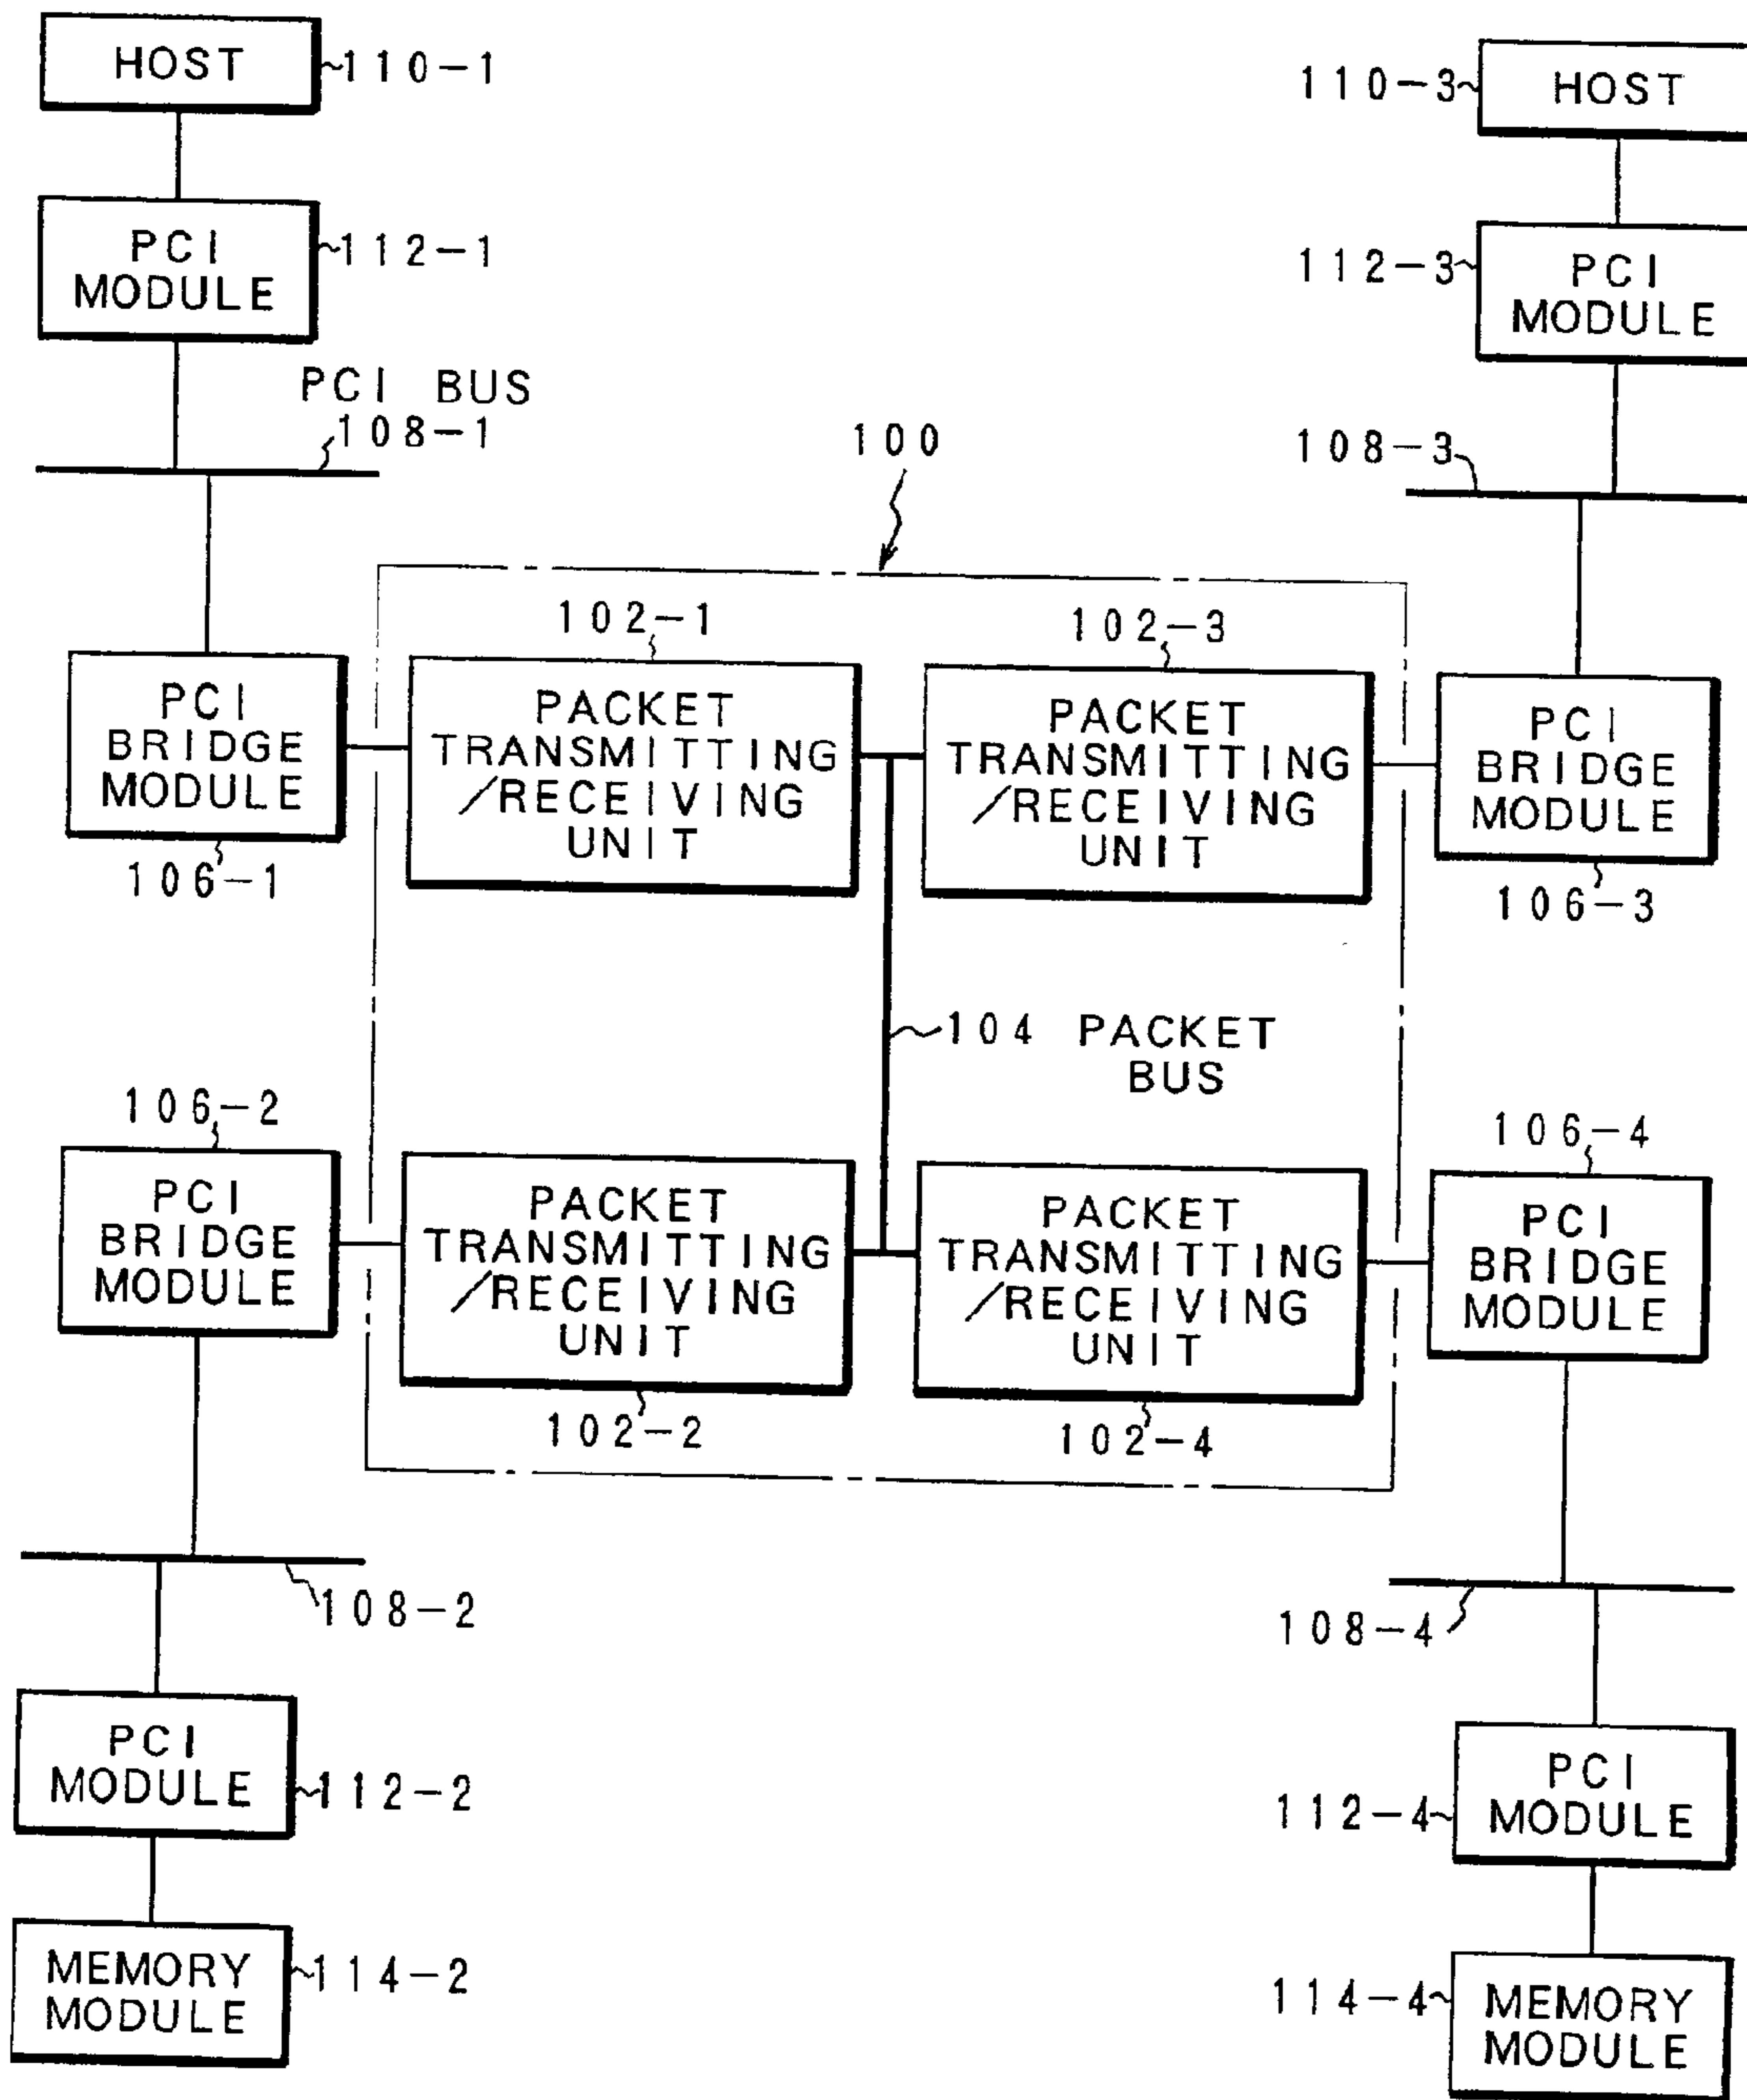 HOST
110-1
110-3
HOST
PCI
MODULE
112-1
112-3
PCI
MODULE
PCI BUS
108-1
100
108-3
102-1
102-3
PCI
BRIDGE
MODULE
106-1
PACKET
TRANSMITTING
/RECEIVING
UNIT
PACKET
TRANSMITTING
/RECEIVING
UNIT
PCI
BRIDGE
MODULE
106-3
104 PACKET
BUS
106-2
106-4
PCI
BRIDGE
MODULE
PACKET
TRANSMITTING
/RECEIVING
UNIT
102-2
PACKET
TRANSMITTING
/RECEIVING
UNIT
102-4
PCI
BRIDGE
MODULE
108-2
108-4
PCI
MODULE
112-2
112-4
PCI
MODULE
MEMORY
MODULE
114-2
114-4
MEMORY
MODULE